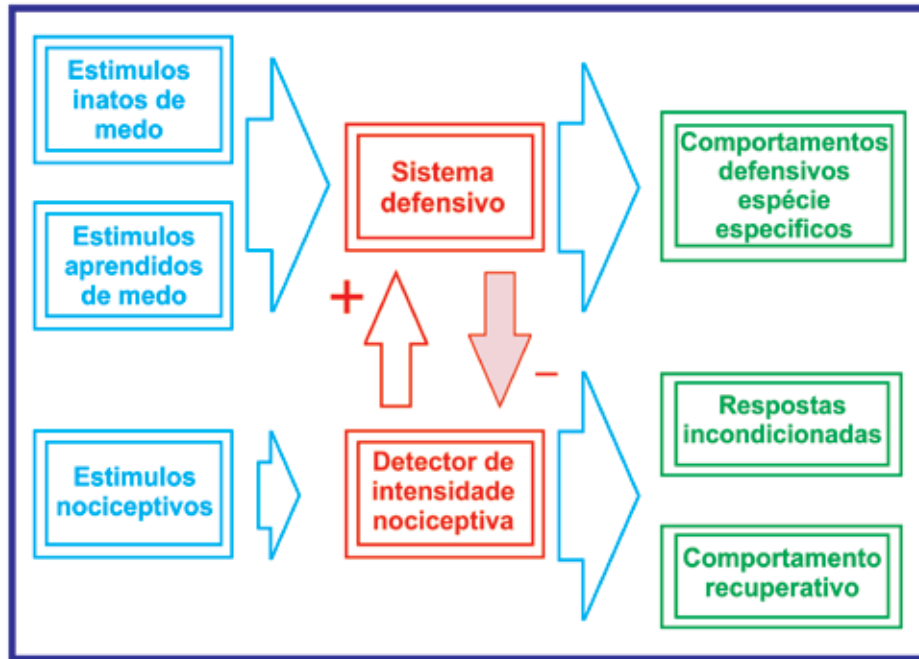 Estimulos
inatos de
medo
Estimulos
aprendidos
de medo
Sistema
defensivo
Comportamentos
defensivos
espécie
especificos
+
–
Estimulos
nociceptivos
Detector de
intensidade
nociceptiva
Respostas
incondicionadas
Comportamento
recuperativo